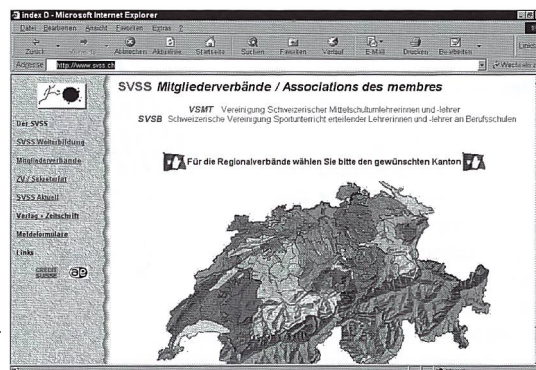 Index D - Microsoft Internet Explorer
Datei Bearbeiten Ansicht Favoriten Extras ?
Zurück Abbrechen Aktualisie. Startseite Suchen Favoriten Verlauf E-Mail Drucken Bearbeiten
Adresse http://www.svss.ch
SVSS Mitgliederverbände / Associations des membres
VSMT Vereinigung Schweizerischer Mittelschulturnlehrerinnen und -lehrer
SVSB Schweizerische Vereinigung Sportunterricht erteilender Lehrerinnen und -lehrer an Berufsschulen
Für die Regionalverbände wählen Sie bitte den gewünschten Kanton
Der SVSS
SVSS Weiterbildung
Mitgliederverbände
ZV / Sekretariat
SVSS Aktuell
Verlag + Zeitschrift
Meldeformulare
Links
CREDIT
SUISSE